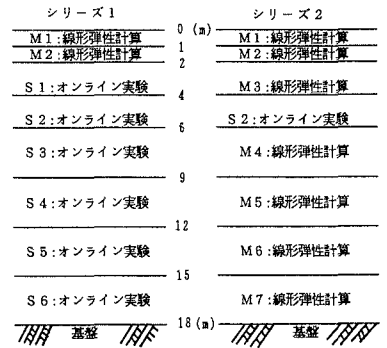 シリーズ1 シリーズ2
0 (m)
M1:線形弾性計算 M1:線形弾性計算
1
M2:線形弾性計算 M2:線形弾性計算
2
S1:オンライン実験 M3:線形弾性計算
4
S2:オンライン実験 S2:オンライン実験
6
S3:オンライン実験 M4:線形弾性計算
9
S4:オンライン実験 M5:線形弾性計算
12
S5:オンライン実験 M6:線形弾性計算
15
S6:オンライン実験 M7:線形弾性計算
18 (m)
基盤 基盤